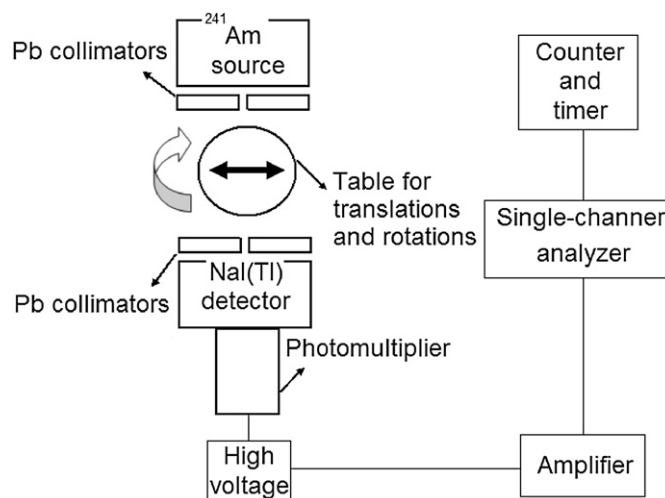 241
Am
source
Pb collimators
Counter
and
timer
Table for
translations
and rotations
Single-channer
analyzer
Pb collimators
NaI(Tl)
detector
Photomultiplier
High
voltage
Amplifier